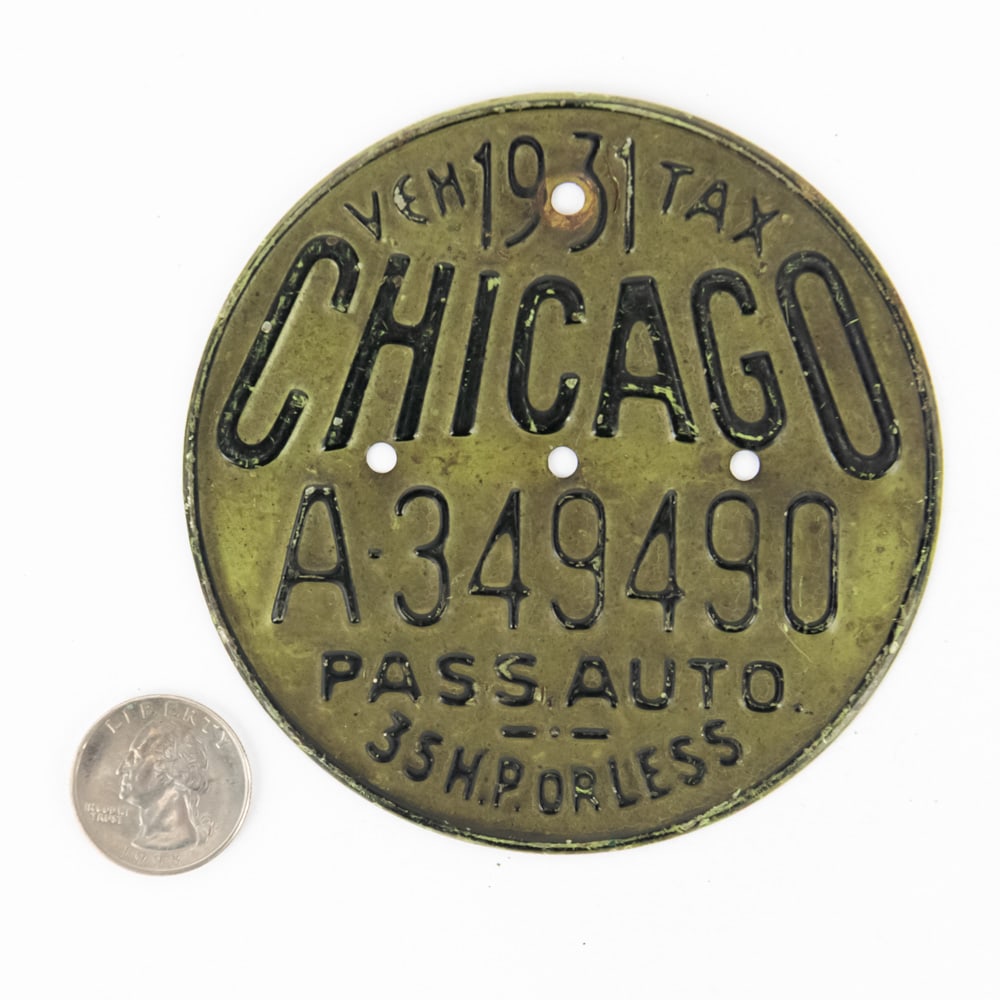 VEH 1931 TAX
CHICAGO
A·349490
PASS. AUTO.
35 H.P. OR LESS
LIBERTY
IN GOD WE
TRUST